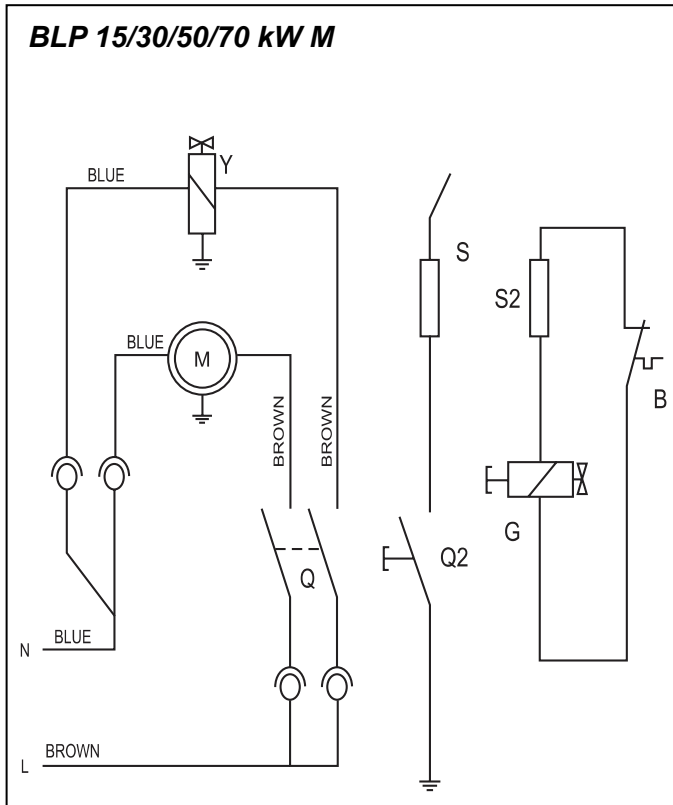 BLP 15/30/50/70 kW M
Y
BLUE
S
S2
BLUE
M
B
BROWN
BROWN
G
Q2
Q
N
BLUE
L
BROWN